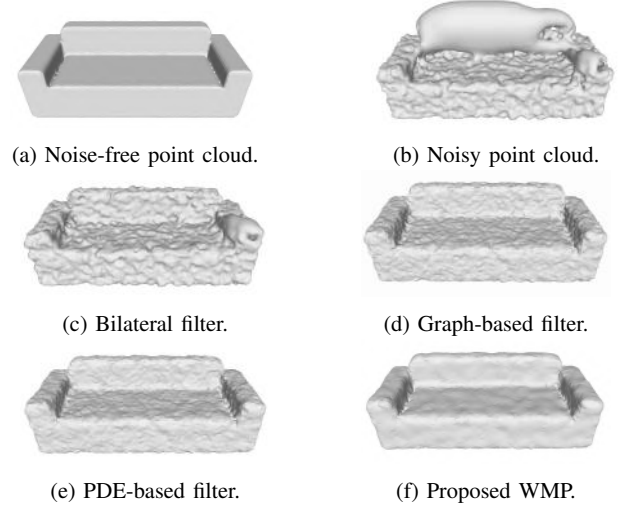 (a) Noise-free point cloud.
(b) Noisy point cloud.
(c) Bilateral filter.
(d) Graph-based filter.
(e) PDE-based filter.
(f) Proposed WMP.